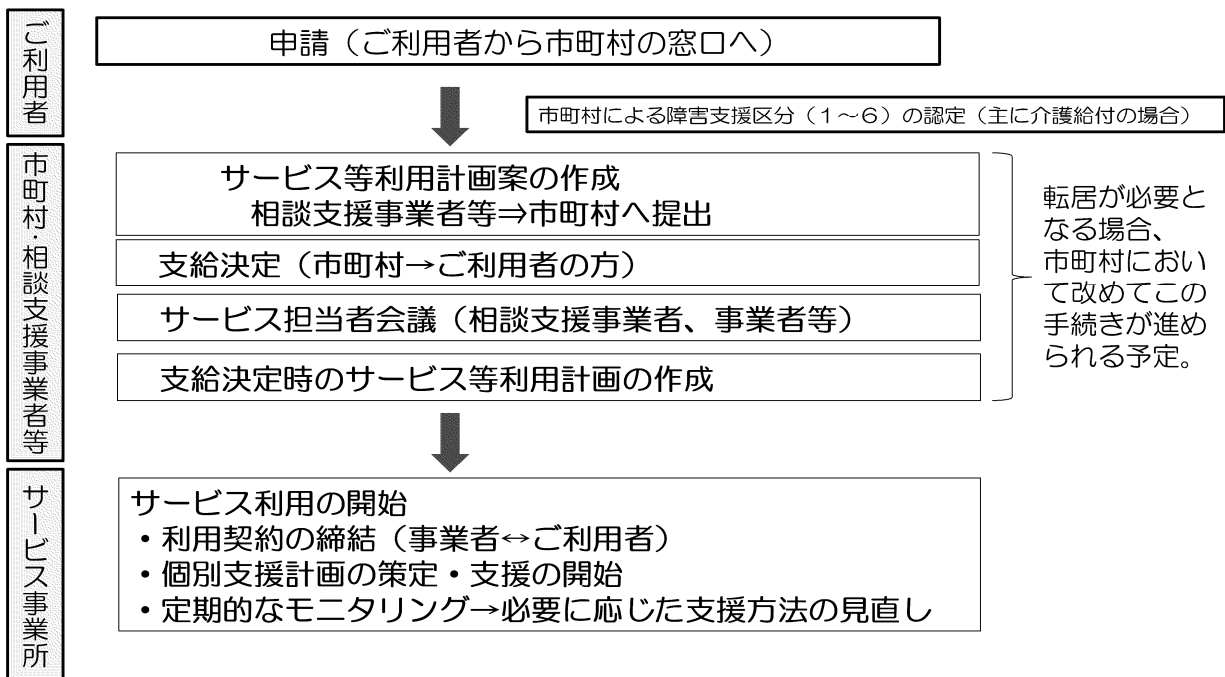 ご利用者
申請（ご利用者から市町村の窓口へ）
市町村による障害支援区分（１～６）の認定（主に介護給付の場合）
市町村・相談支援事業者等
サービス等利用計画案の作成
相談支援事業者等⇒市町村へ提出
支給決定（市町村→ご利用者の方）
サービス担当者会議（相談支援事業者、事業者等）
支給決定時のサービス等利用計画の作成
転居が必要と
なる場合、
市町村におい
て改めてこの
手続きが進め
られる予定。
サービス事業所
サービス利用の開始
・利用契約の締結（事業者↔ご利用者）
・個別支援計画の策定・支援の開始
・定期的なモニタリング→必要に応じた支援方法の見直し